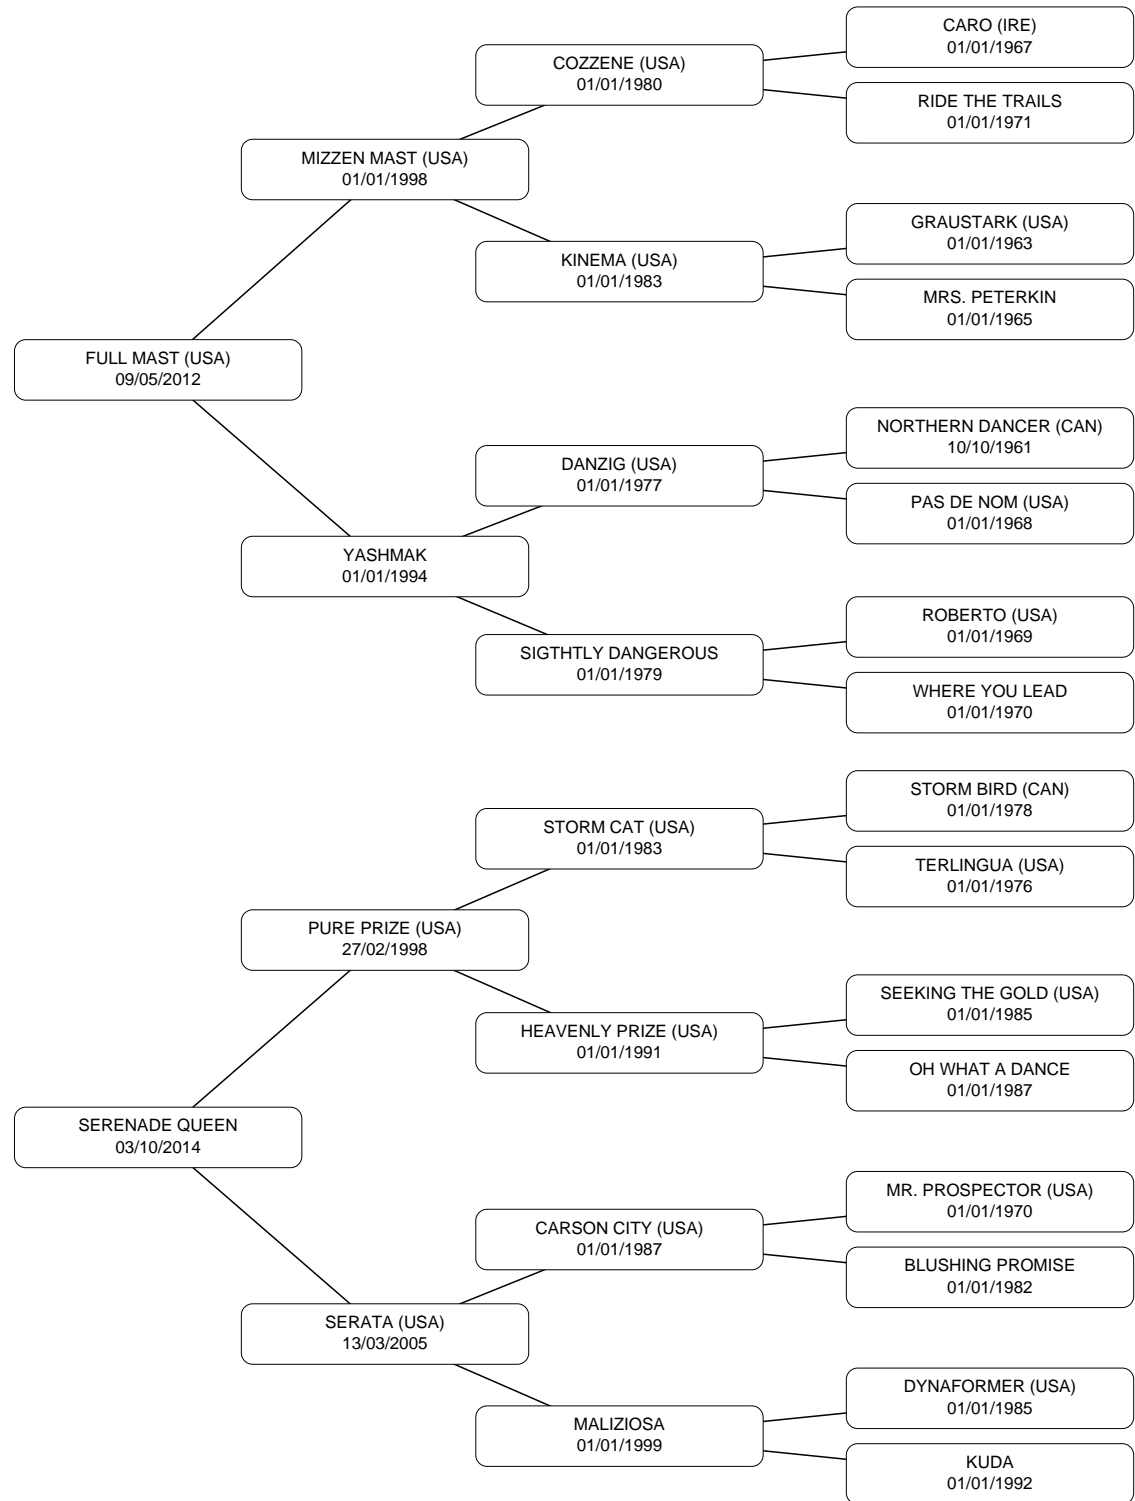 CARO (IRE)
01/01/1967
COZZENE (USA)
01/01/1980
RIDE THE TRAILS
01/01/1971
MIZZEN MAST (USA)
01/01/1998
GRAUSTARK (USA)
01/01/1963
KINEMA (USA)
01/01/1983
MRS. PETERKIN
01/01/1965
FULL MAST (USA)
09/05/2012
NORTHERN DANCER (CAN)
10/10/1961
DANZIG (USA)
01/01/1977
PAS DE NOM (USA)
01/01/1968
YASHMAK
01/01/1994
ROBERTO (USA)
01/01/1969
SIGTHTLY DANGEROUS
01/01/1979
WHERE YOU LEAD
01/01/1970
STORM BIRD (CAN)
01/01/1978
STORM CAT (USA)
01/01/1983
TERLINGUA (USA)
01/01/1976
PURE PRIZE (USA)
27/02/1998
SEEKING THE GOLD (USA)
01/01/1985
HEAVENLY PRIZE (USA)
01/01/1991
OH WHAT A DANCE
01/01/1987
SERENADE QUEEN
03/10/2014
MR. PROSPECTOR (USA)
01/01/1970
CARSON CITY (USA)
01/01/1987
BLUSHING PROMISE
01/01/1982
SERATA (USA)
13/03/2005
DYNAFORMER (USA)
01/01/1985
MALIZIOSA
01/01/1999
KUDA
01/01/1992